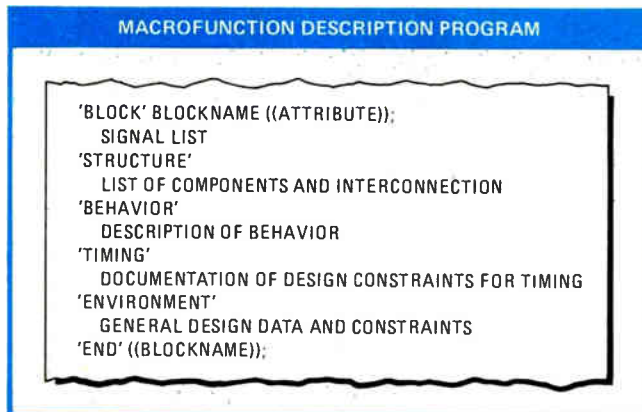 MACROFUNCTION DESCRIPTION PROGRAM
'BLOCK' BLOCKNAME ((ATTRIBUTE));
SIGNAL LIST
'STRUCTURE'
LIST OF COMPONENTS AND INTERCONNECTION
'BEHAVIOR'
DESCRIPTION OF BEHAVIOR
'TIMING'
DOCUMENTATION OF DESIGN CONSTRAINTS FOR TIMING
'ENVIRONMENT'
GENERAL DESIGN DATA AND CONSTRAINTS
'END' ((BLOCKNAME));